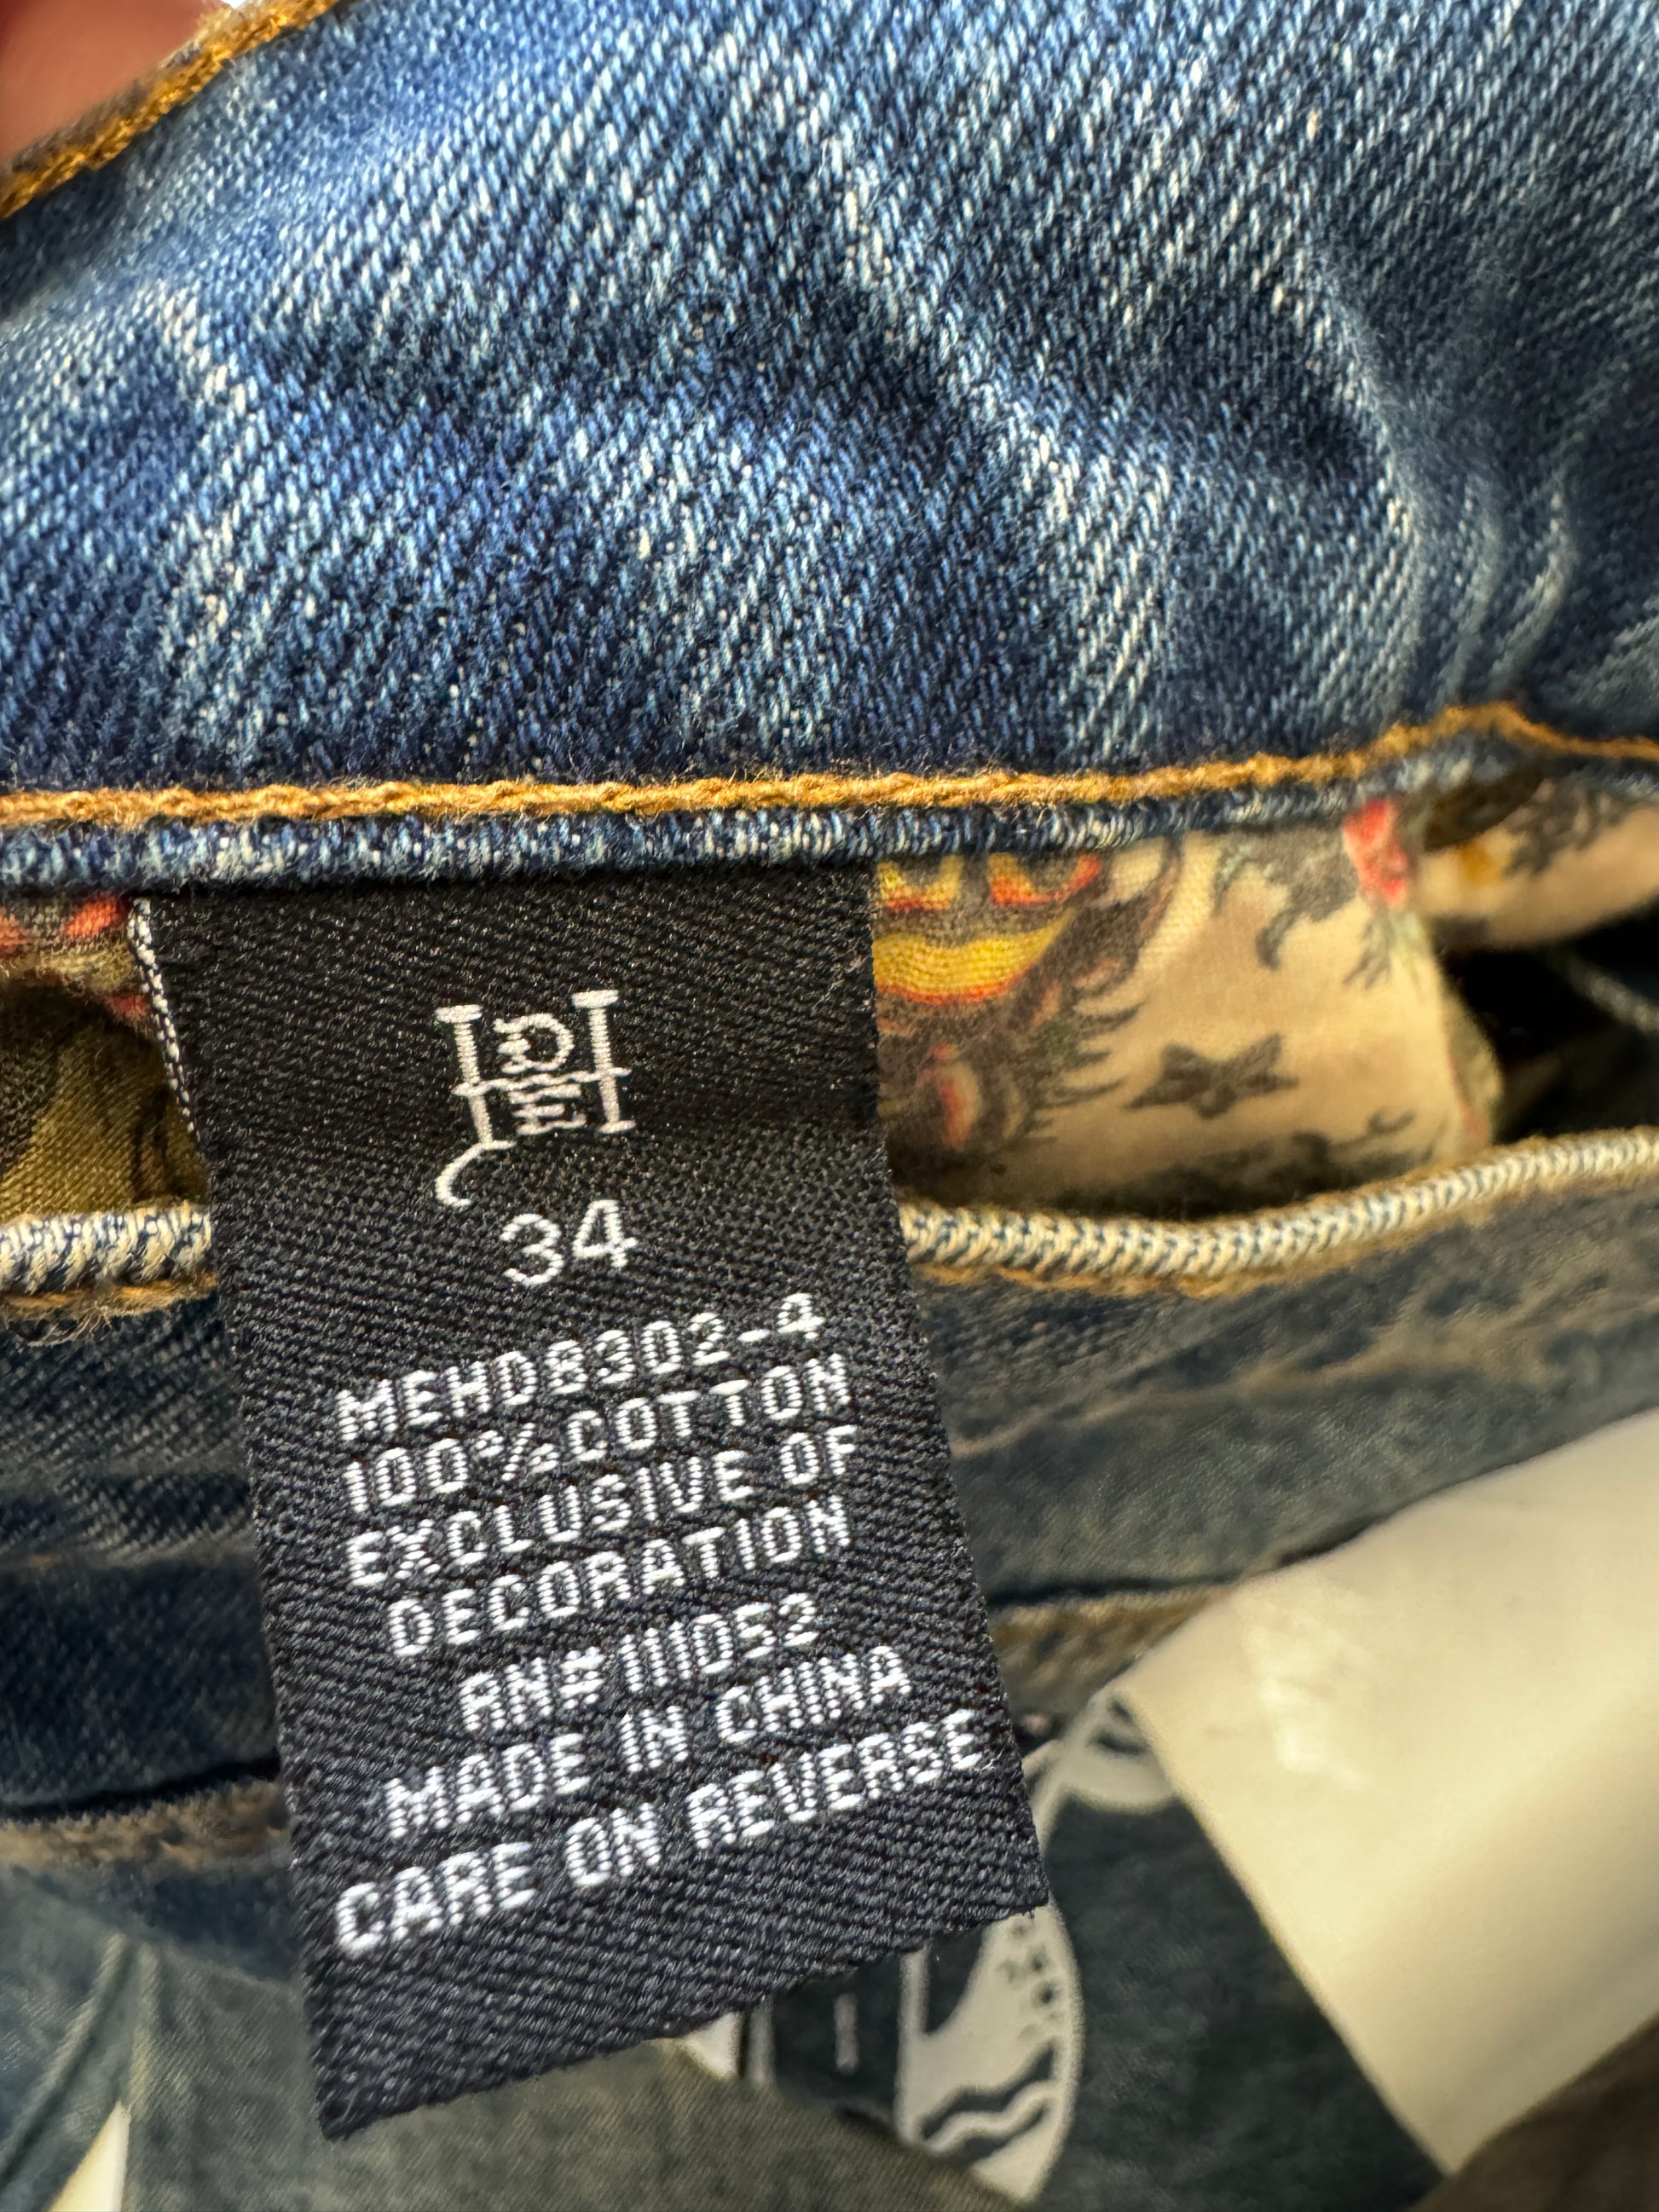 34
MEHD8302-4
100%COTTON
EXCLUSIVE OF
DECORATION
RN# 111052
MADE IN CHINA
CARE ON REVERSE